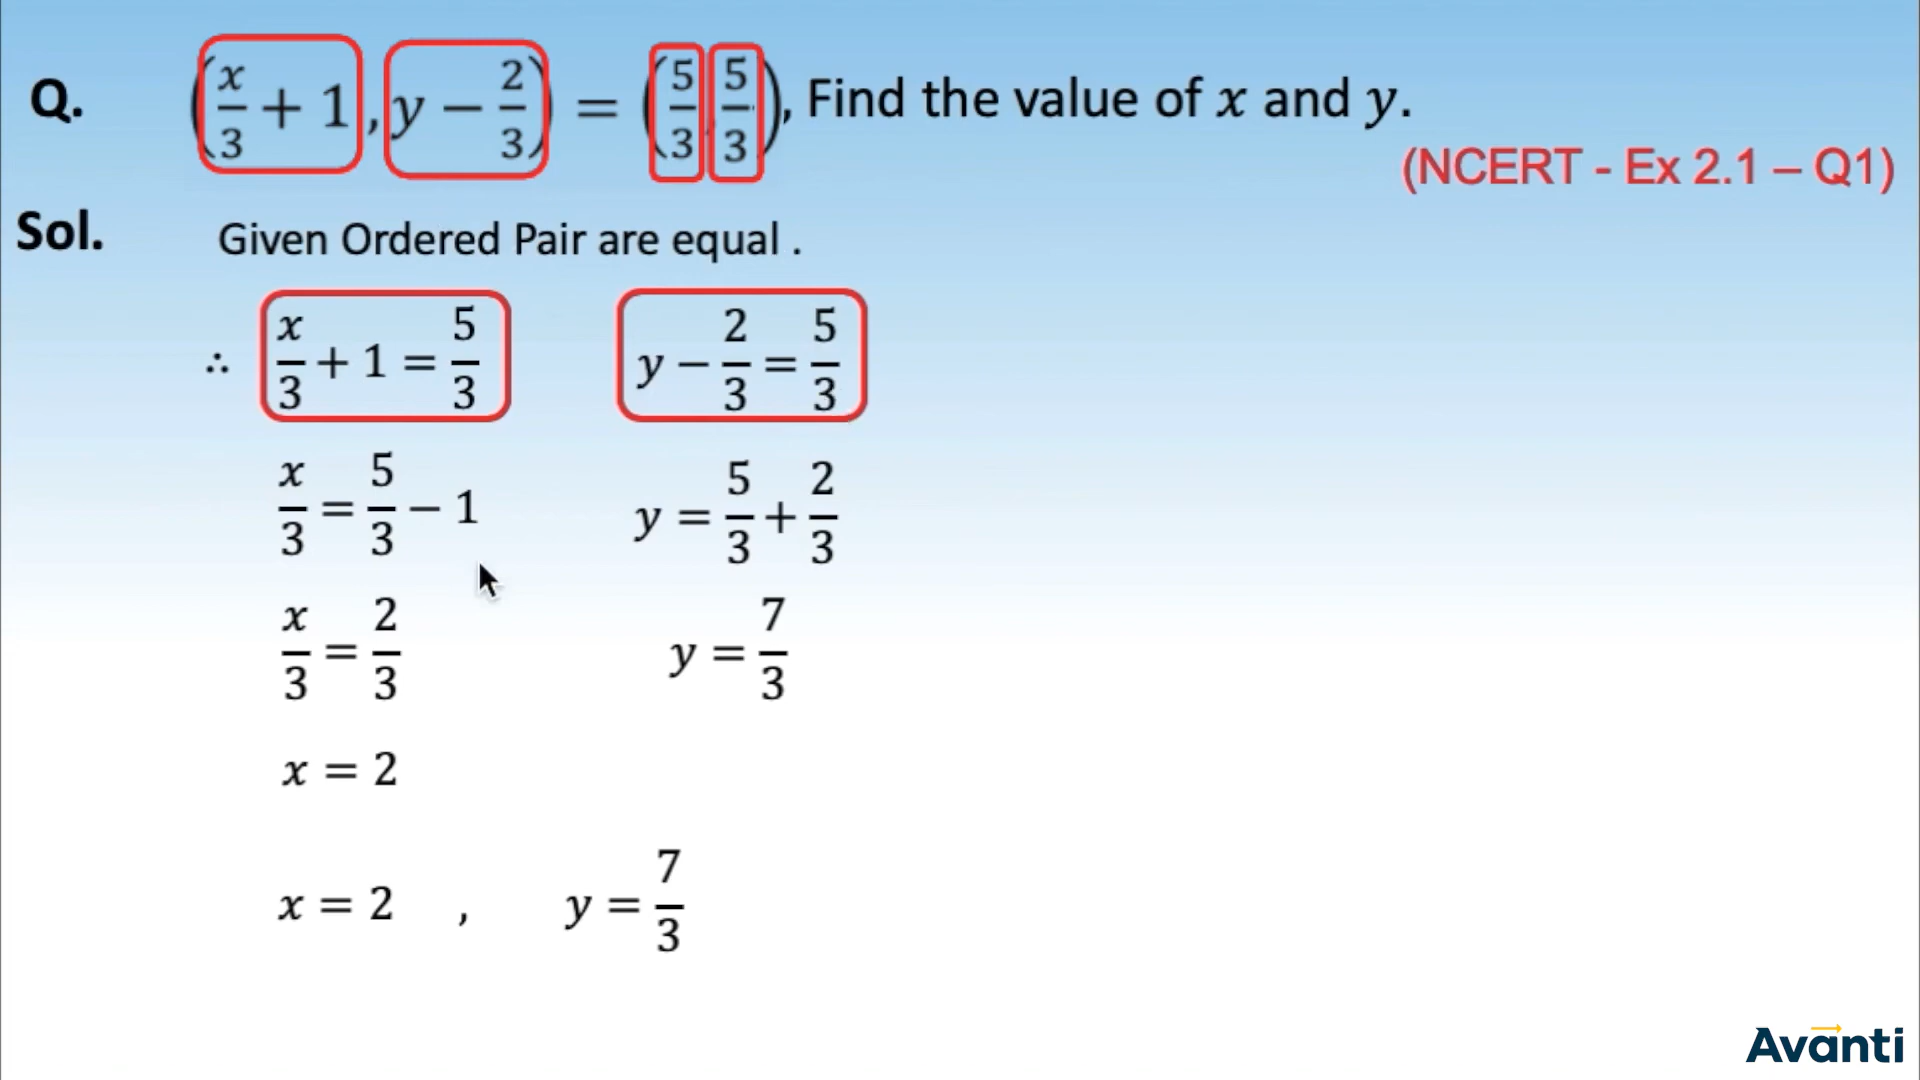 Q. (x/3 + 1, y − 2/3) = (5/3, 5/3), Find the value of x and y.
(NCERT - Ex 2.1 – Q1)
Sol. Given Ordered Pair are equal .
∴ x/3 + 1 = 5/3 y − 2/3 = 5/3
x/3 = 5/3 − 1 y = 5/3 + 2/3
x/3 = 2/3 y = 7/3
x = 2
x = 2 , y = 7/3
Avanti